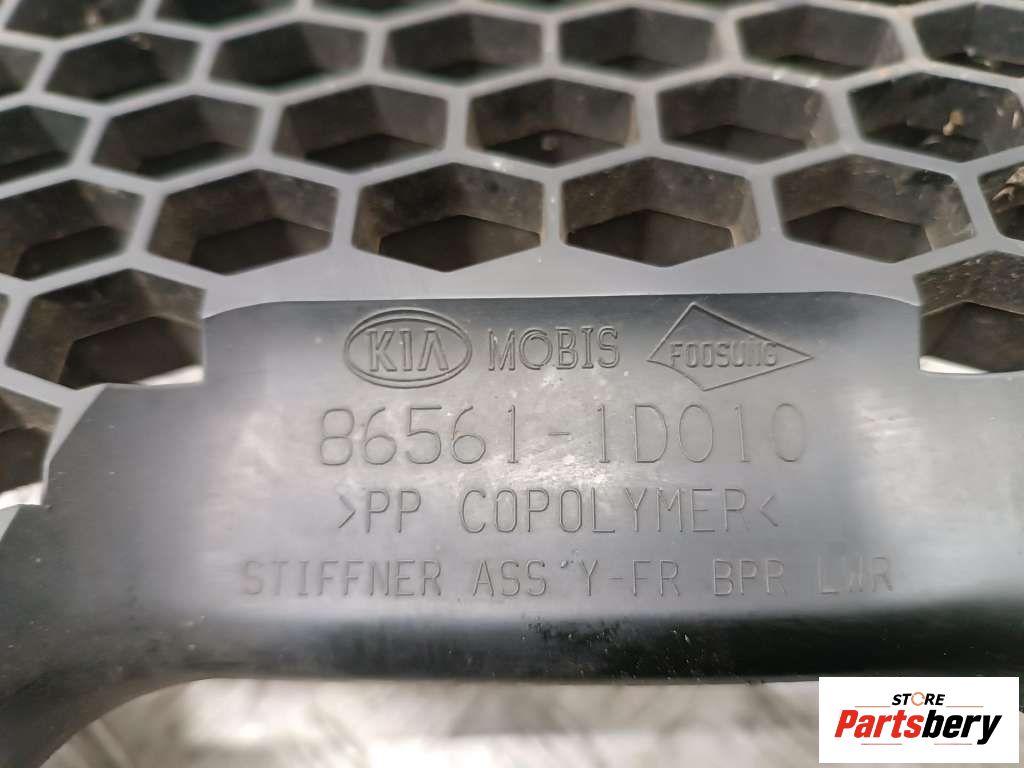 KIA MOBIS FOOSUNG
86561-1D010
>PP COPOLYMER<
STIFFNER ASS'Y-FR BPR LWR
STORE
Partsbery